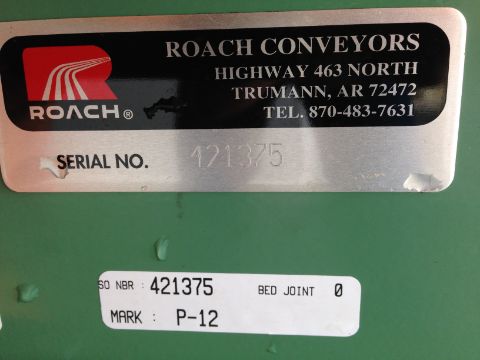 ROACH CONVEYORS
HIGHWAY 463 NORTH
TRUMANN, AR 72472
TEL. 870-483-7631
ROACH®
SERIAL NO. 421375
SO NBR : 421375 BED JOINT 0
MARK : P-12